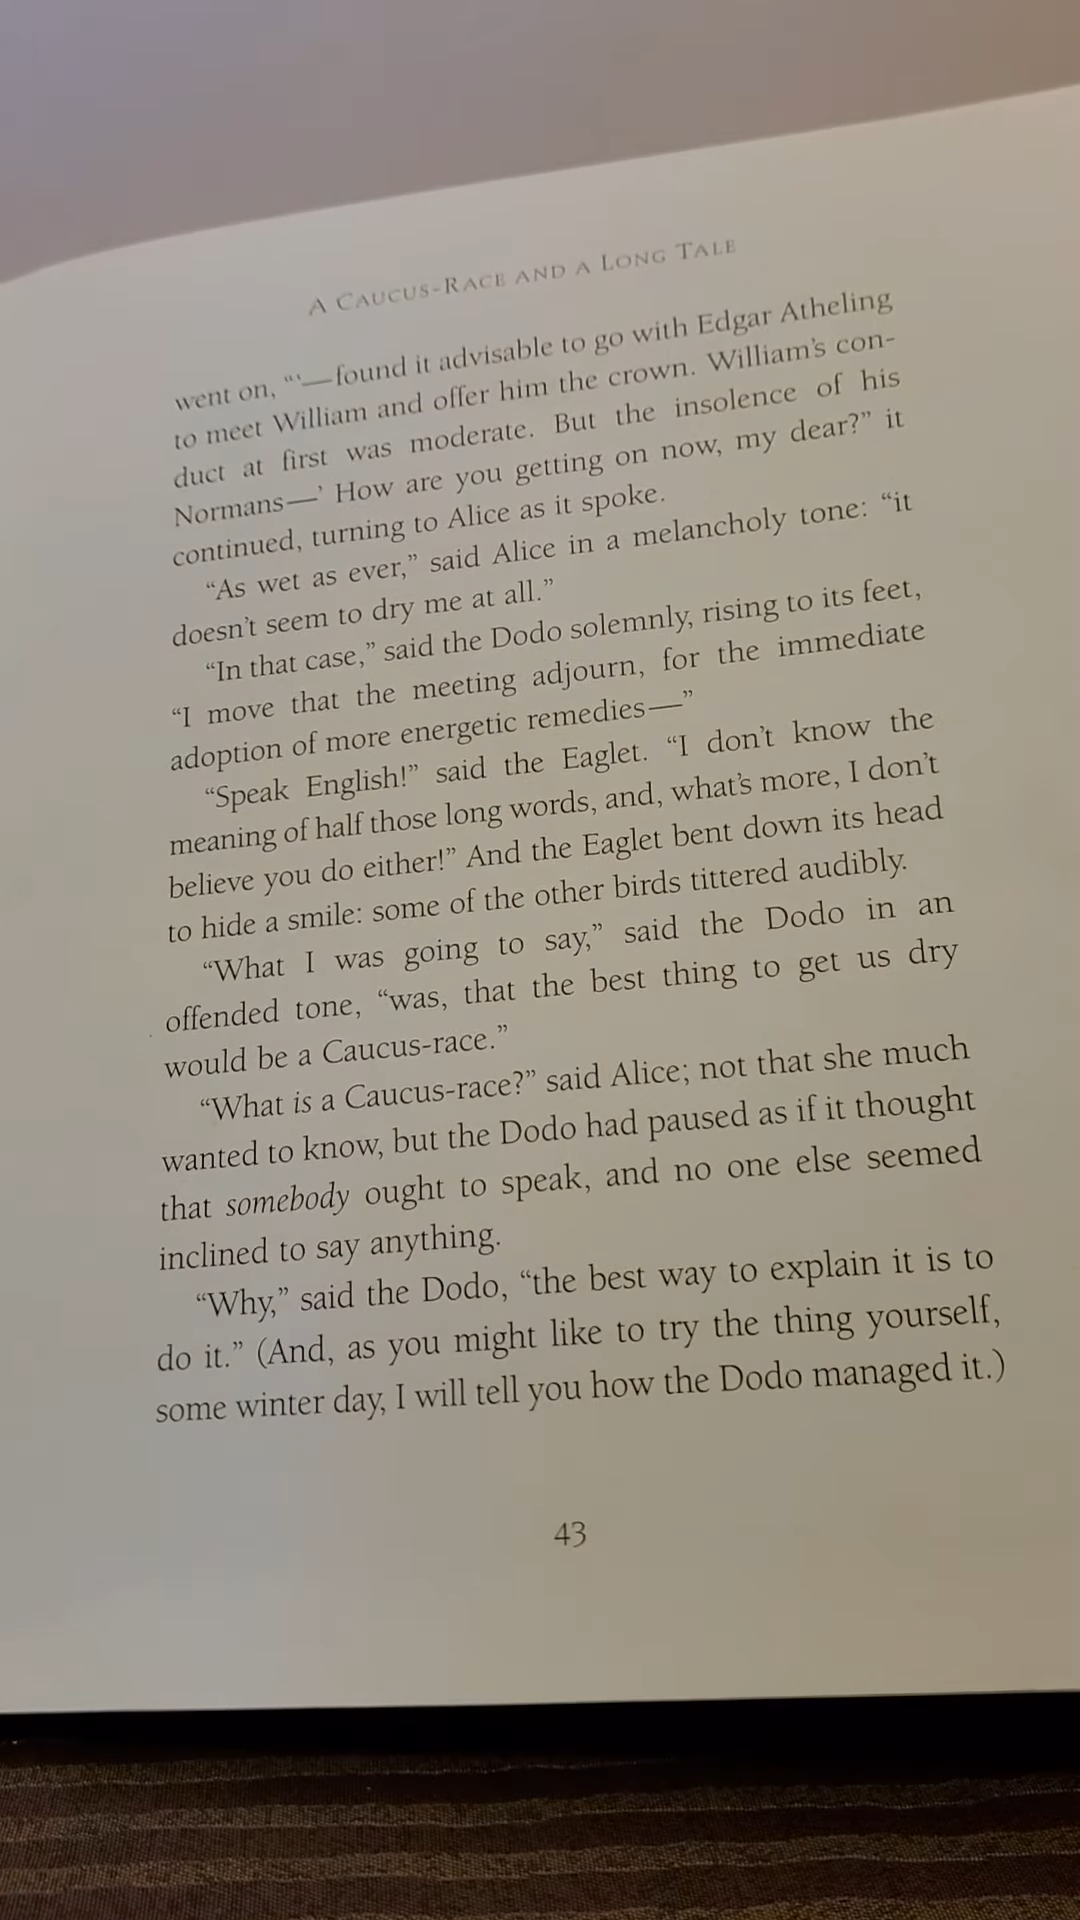 A Caucus-Race and a Long Tale
went on, “‘—found it advisable to go with Edgar Atheling
to meet William and offer him the crown. William’s con-
duct at first was moderate. But the insolence of his
Normans—’ How are you getting on now, my dear?” it
continued, turning to Alice as it spoke.
“As wet as ever,” said Alice in a melancholy tone: “it
doesn’t seem to dry me at all.”
“In that case,” said the Dodo solemnly, rising to its feet,
“I move that the meeting adjourn, for the immediate
adoption of more energetic remedies—”
“Speak English!” said the Eaglet. “I don’t know the
meaning of half those long words, and, what’s more, I don’t
believe you do either!” And the Eaglet bent down its head
to hide a smile: some of the other birds tittered audibly.
“What I was going to say,” said the Dodo in an
offended tone, “was, that the best thing to get us dry
would be a Caucus-race.”
“What is a Caucus-race?” said Alice; not that she much
wanted to know, but the Dodo had paused as if it thought
that somebody ought to speak, and no one else seemed
inclined to say anything.
“Why,” said the Dodo, “the best way to explain it is to
do it.” (And, as you might like to try the thing yourself,
some winter day, I will tell you how the Dodo managed it.)
43